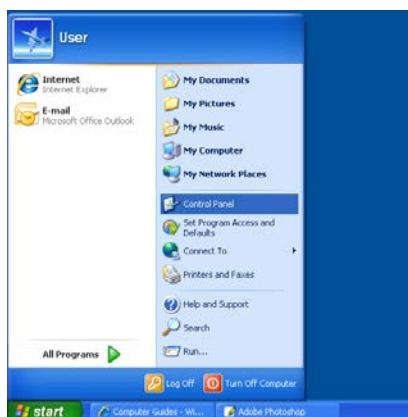 User
Internet
Internet Explorer
E-mail
Microsoft Office Outlook
My Documents
My Pictures
My Music
My Computer
My Network Places
Control Panel
Set Program Access and
Defaults
Connect To
Printers and Faxes
Help and Support
Search
Run...
All Programs
Log Off
Turn Off Computer
start
Computer Guides - Wi...
Adobe Photoshop